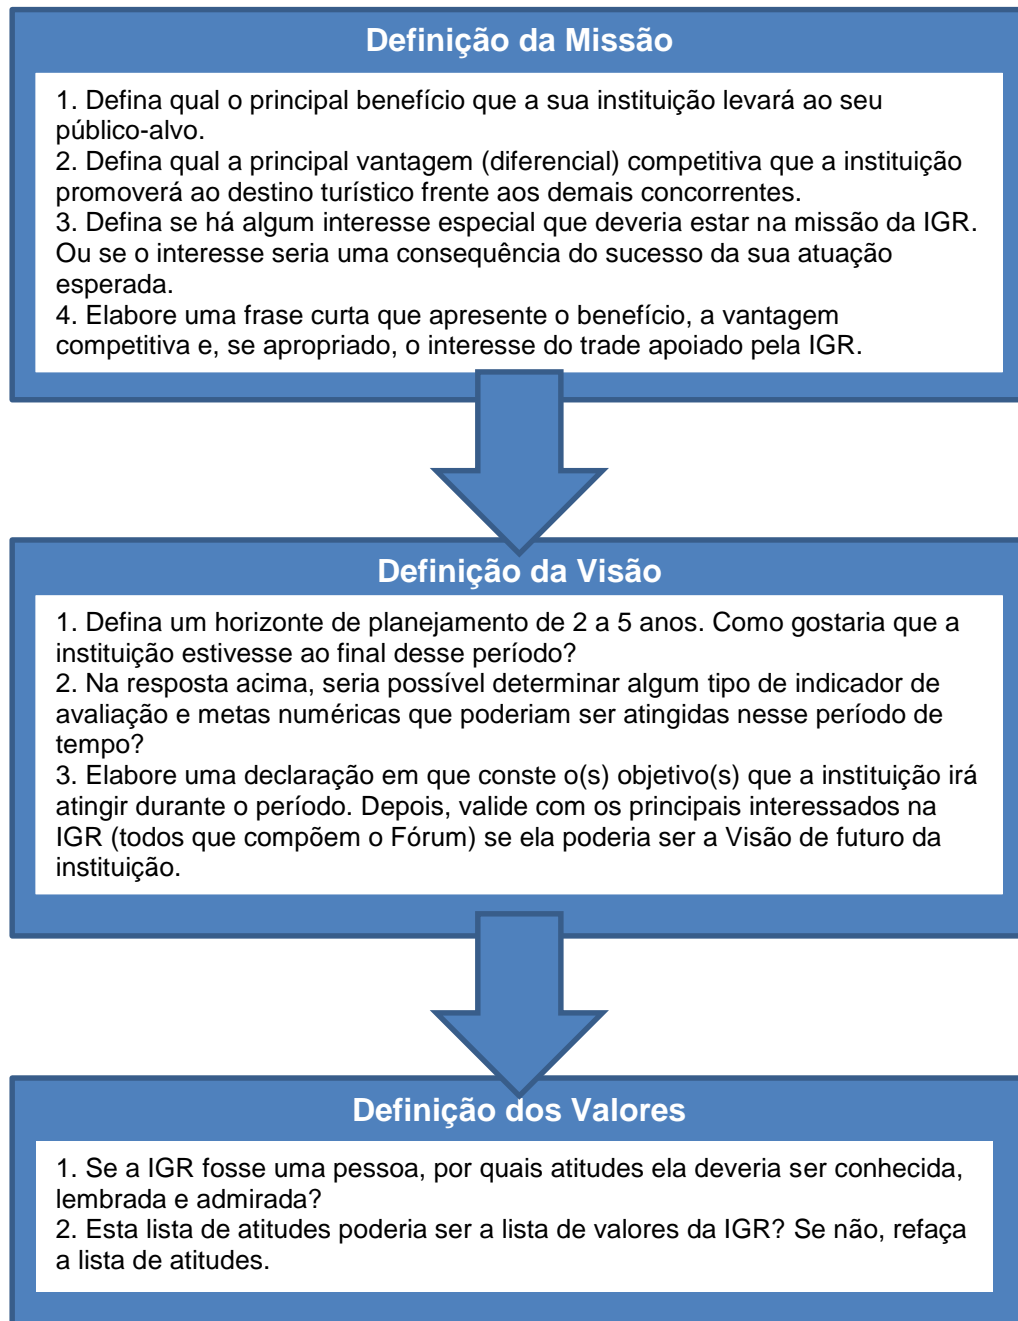 Definição da Missão
1. Defina qual o principal benefício que a sua instituição levará ao seu
público-alvo.
2. Defina qual a principal vantagem (diferencial) competitiva que a instituição
promoverá ao destino turístico frente aos demais concorrentes.
3. Defina se há algum interesse especial que deveria estar na missão da IGR.
Ou se o interesse seria uma consequência do sucesso da sua atuação
esperada.
4. Elabore uma frase curta que apresente o benefício, a vantagem
competitiva e, se apropriado, o interesse do trade apoiado pela IGR.
Definição da Visão
1. Defina um horizonte de planejamento de 2 a 5 anos. Como gostaria que a
instituição estivesse ao final desse período?
2. Na resposta acima, seria possível determinar algum tipo de indicador de
avaliação e metas numéricas que poderiam ser atingidas nesse período de
tempo?
3. Elabore uma declaração em que conste o(s) objetivo(s) que a instituição irá
atingir durante o período. Depois, valide com os principais interessados na
IGR (todos que compõem o Fórum) se ela poderia ser a Visão de futuro da
instituição.
Definição dos Valores
1. Se a IGR fosse uma pessoa, por quais atitudes ela deveria ser conhecida,
lembrada e admirada?
2. Esta lista de atitudes poderia ser a lista de valores da IGR? Se não, refaça
a lista de atitudes.